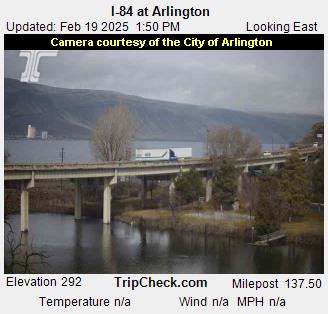 I-84 at Arlington
Updated: Feb 19 2025 1:50 PM Looking East
Camera courtesy of the City of Arlington
Elevation 292 TripCheck.com Milepost 137.50
Temperature n/a Wind n/a MPH n/a